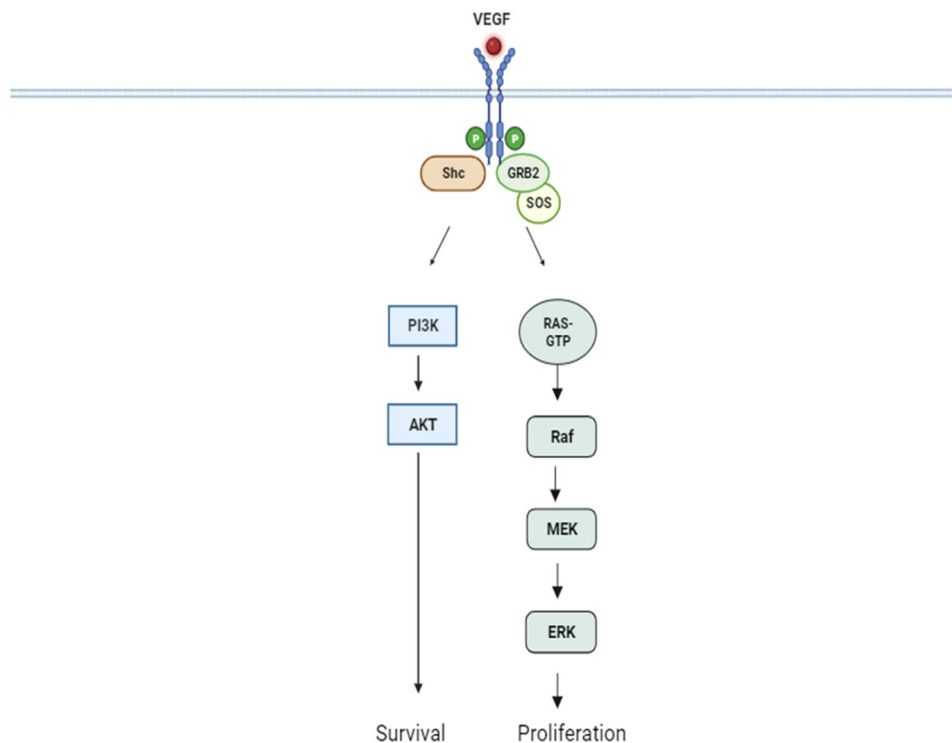 VEGF
P
P
Shc
GRB2
SOS
PI3K
RAS-
GTP
AKT
Raf
MEK
ERK
Survival
Proliferation